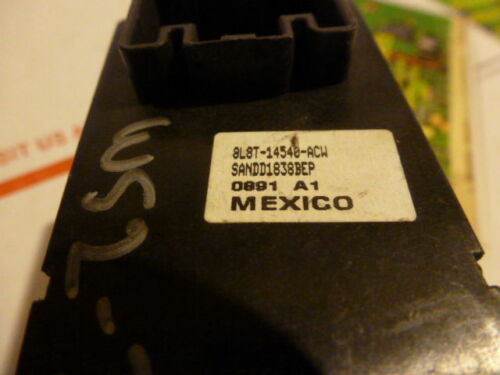 8L8T-14540-ACW
SANDD1838BEP
0891 A1
MEXICO